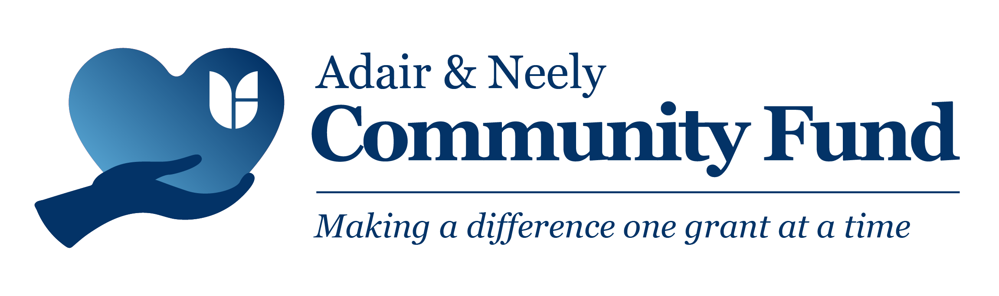 Adair & Neely
Community Fund
Making a difference one grant at a time